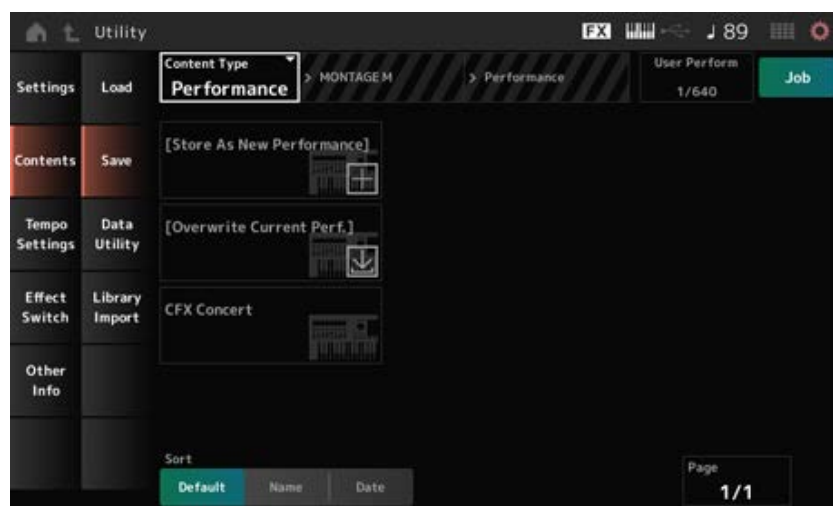 Utility
FX
♩ 89
Settings
Load
Content Type
Performance
> MONTAGE M
> Performance
User Perform
1/640
Job
Contents
Save
[Store As New Performance]
Tempo
Settings
Data
Utility
[Overwrite Current Perf.]
Effect
Switch
Library
Import
CFX Concert
Other
Info
Sort
Default
Name
Date
Page
1/1